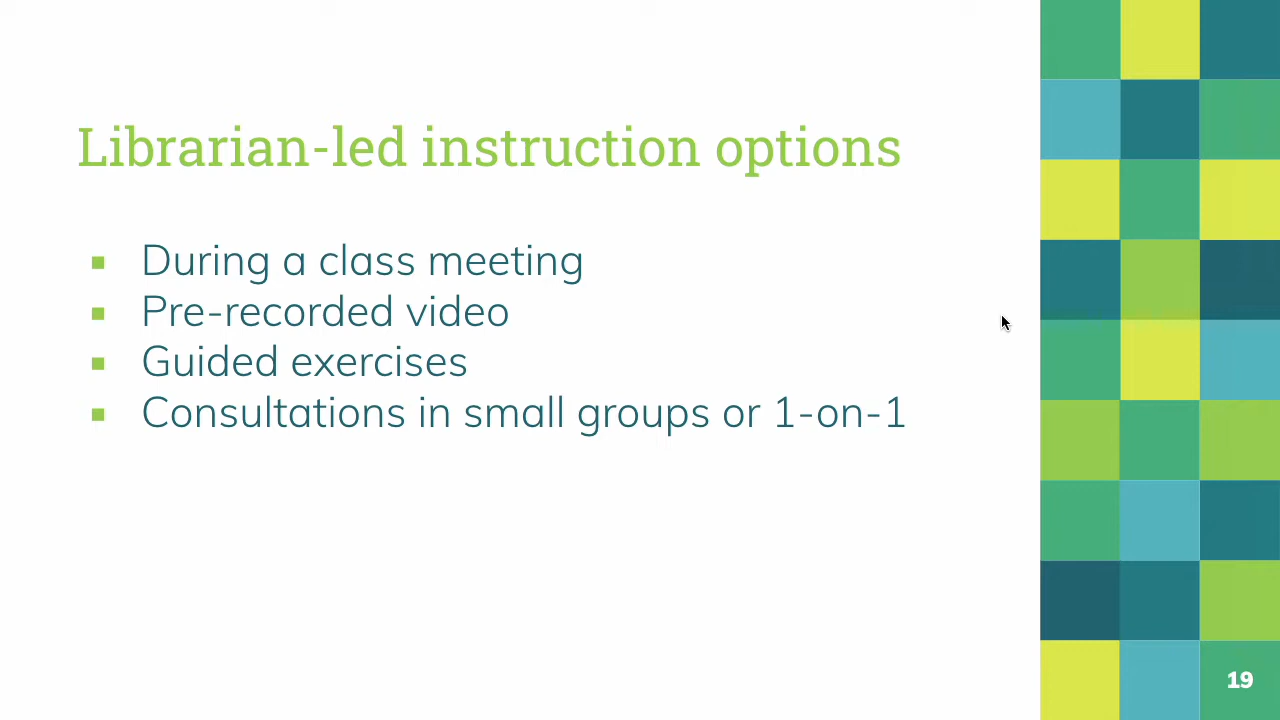 Librarian-led instruction options
▪ During a class meeting
▪ Pre-recorded video
▪ Guided exercises
▪ Consultations in small groups or 1-on-1
19